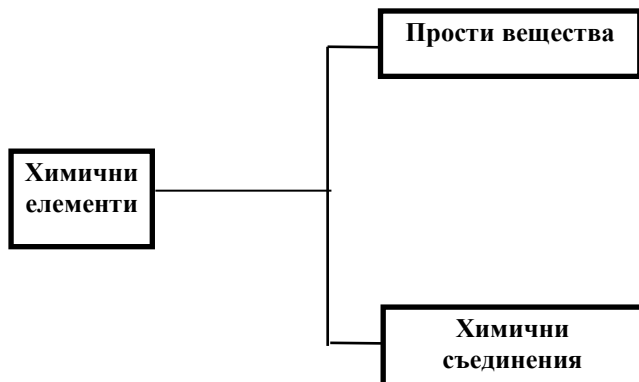 Прости вещества
Химични
елементи
Химични
съединения